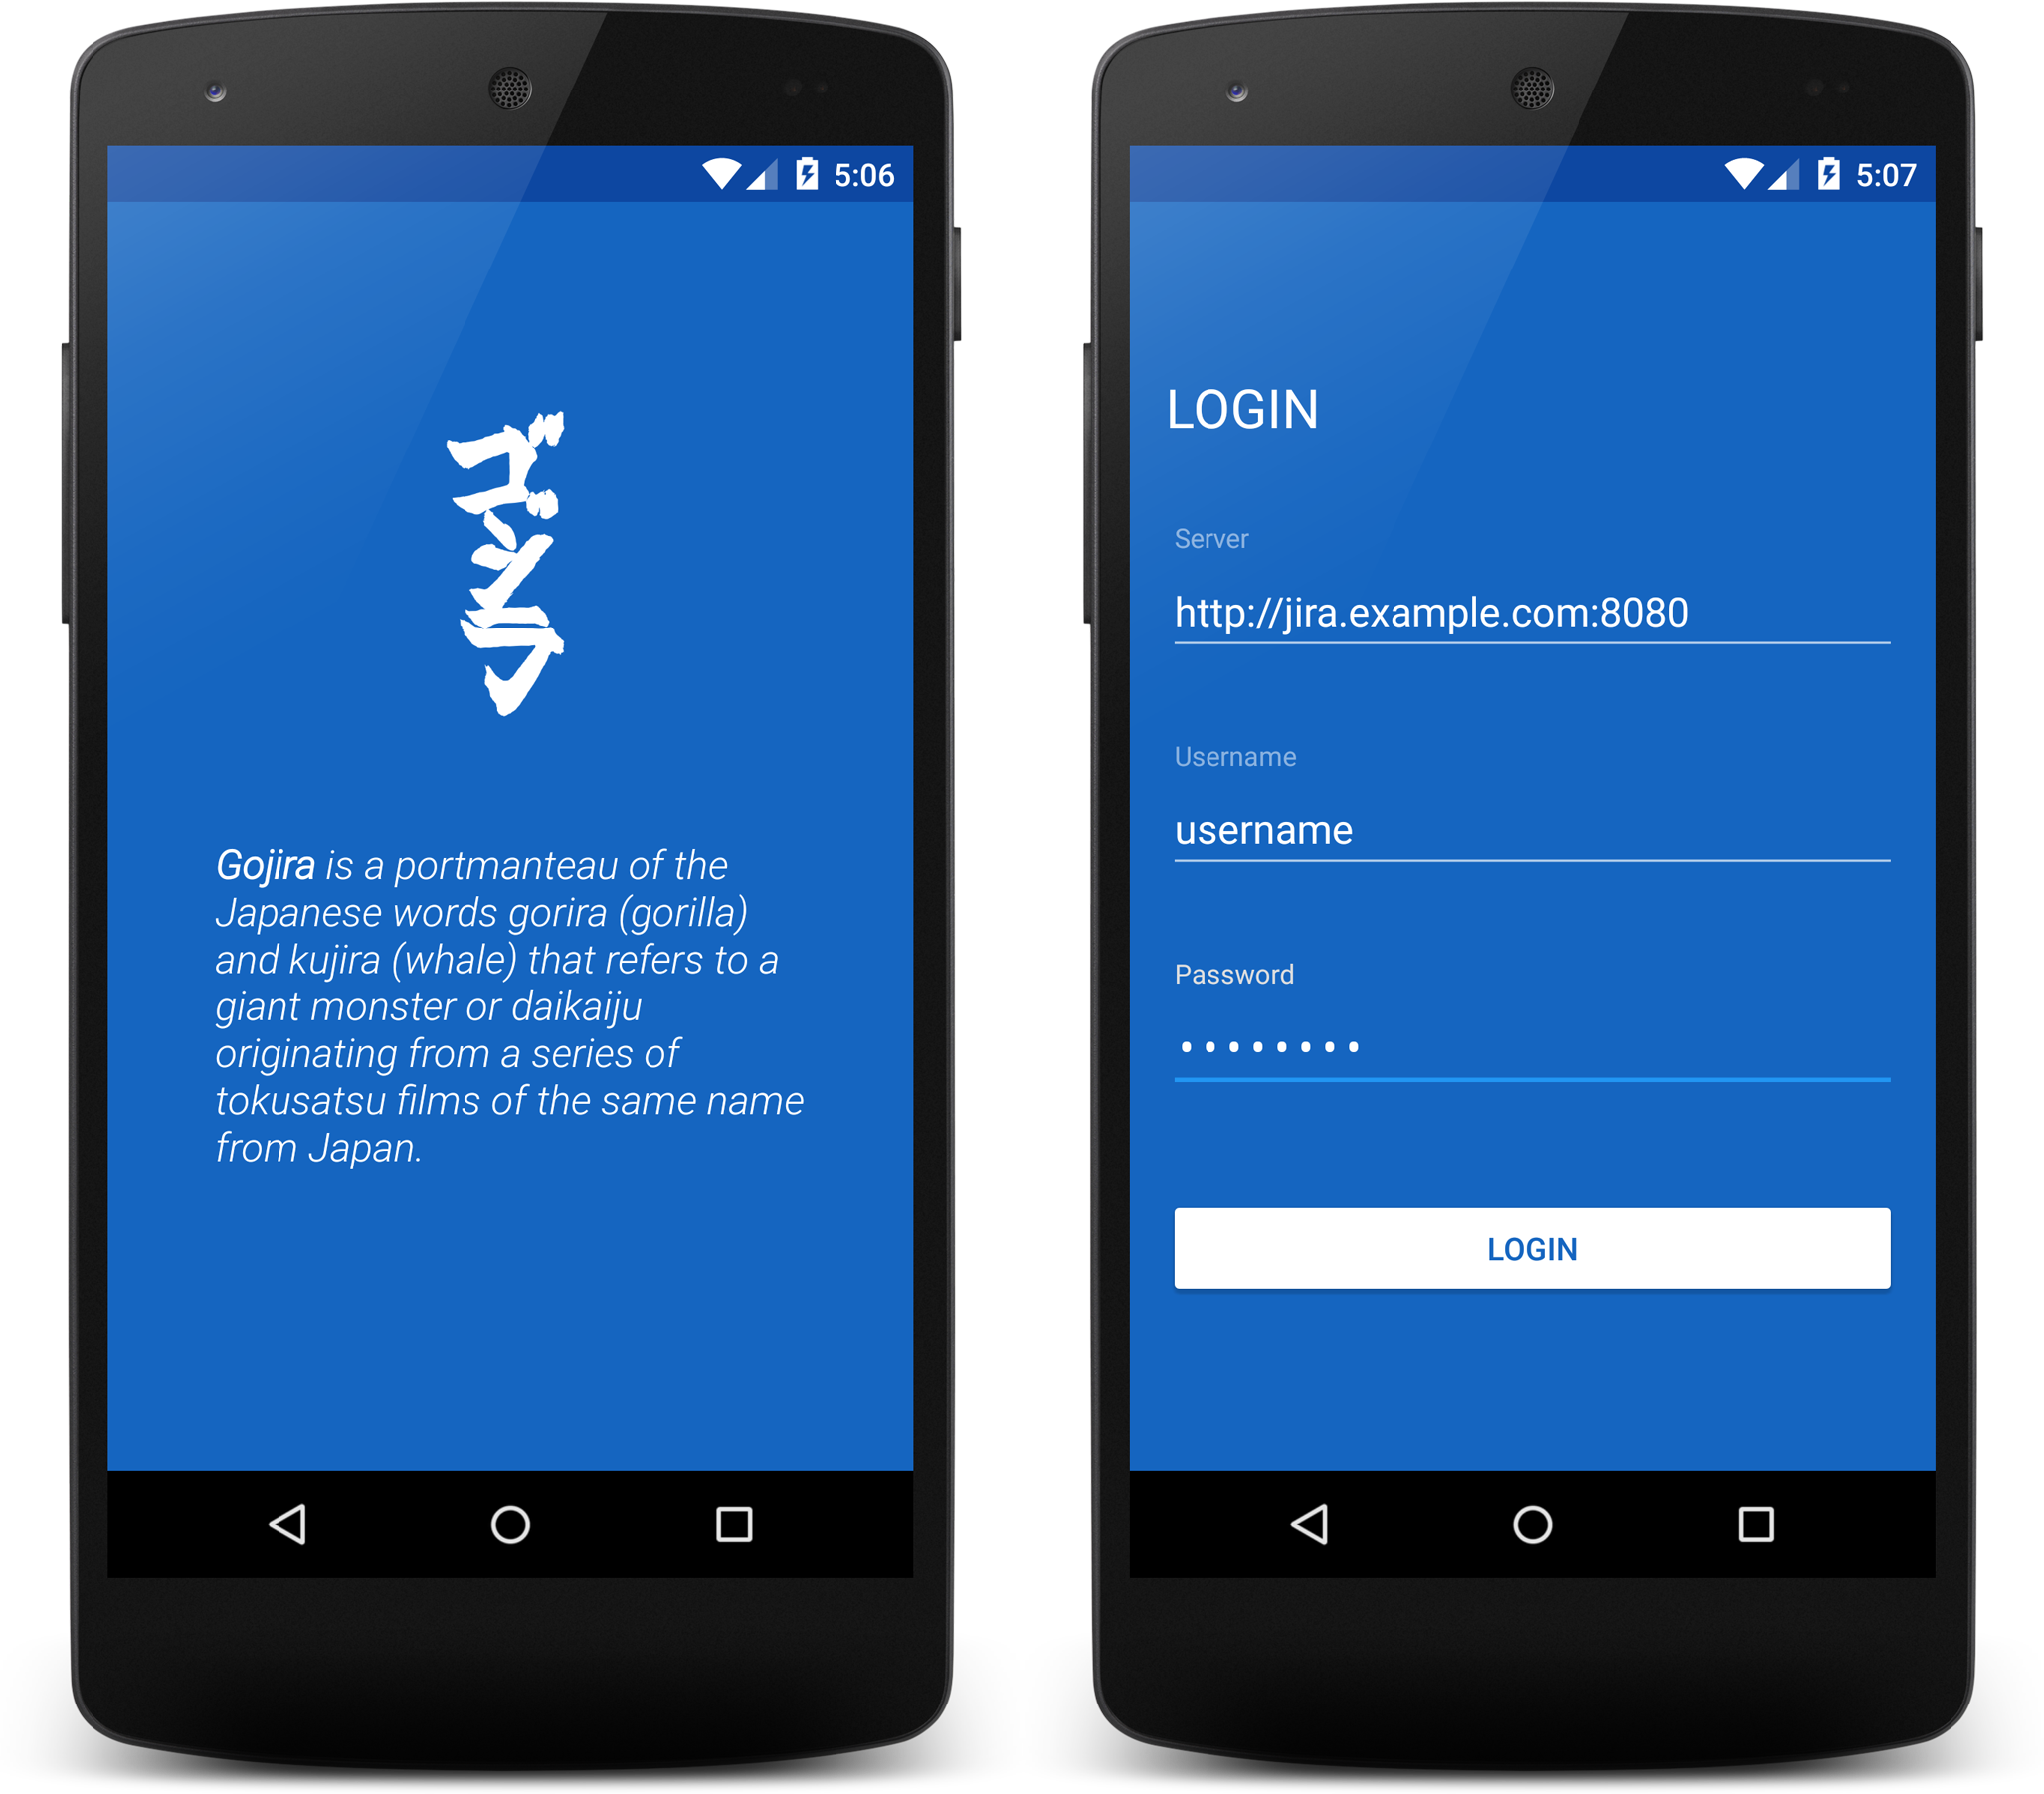 5:06
ゴジラ
Gojira is a portmanteau of the
Japanese words gorira (gorilla)
and kujira (whale) that refers to a
giant monster or daikaiju
originating from a series of
tokusatsu films of the same name
from Japan.
5:07
LOGIN
Server
http://jira.example.com:8080
Username
username
Password
••••••••
LOGIN